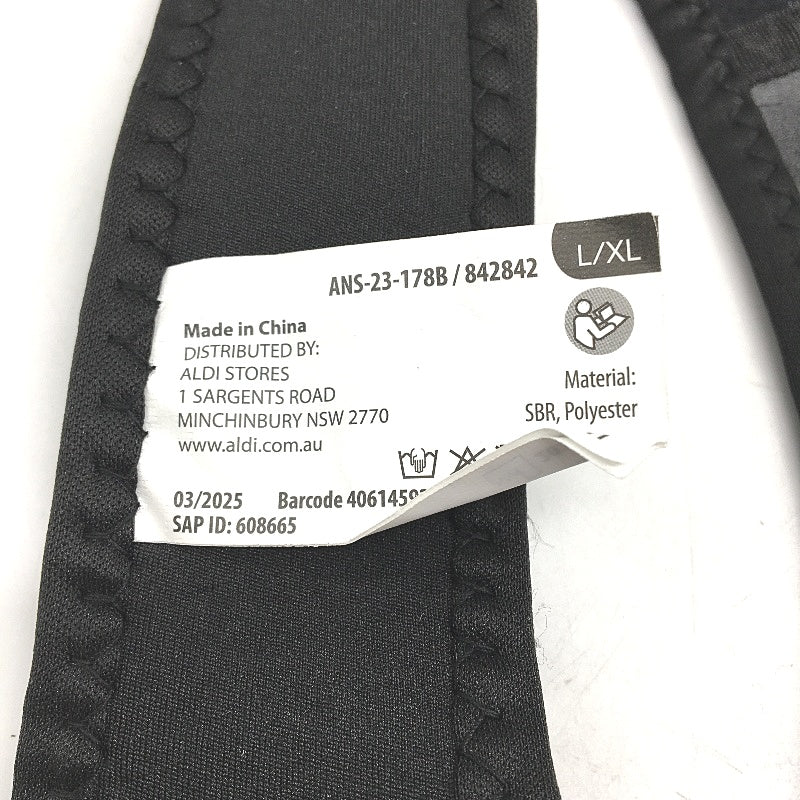 L/XL
ANS-23-178B / 842842
Made in China
DISTRIBUTED BY:
ALDI STORES
1 SARGENTS ROAD
MINCHINBURY NSW 2770
www.aldi.com.au
Material:
SBR, Polyester
03/2025 Barcode
SAP ID: 608665